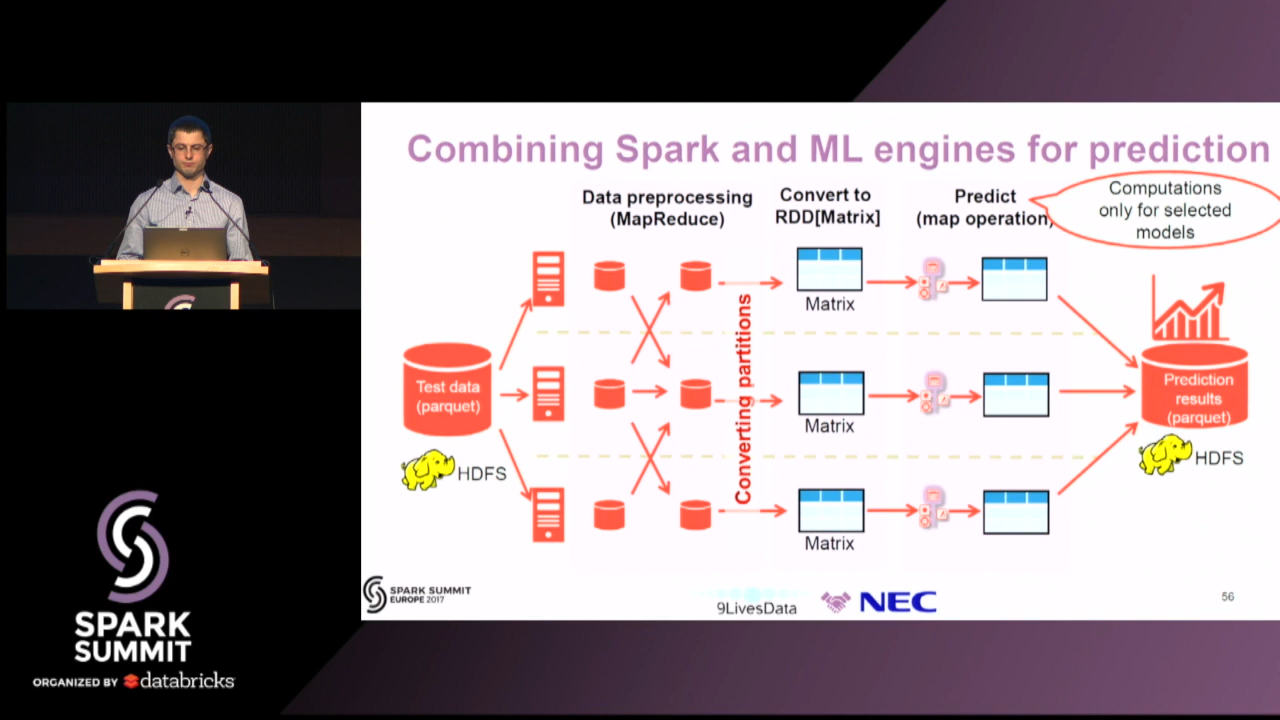 Combining Spark and ML engines for prediction
Data preprocessing
(MapReduce)
Convert to
RDD[Matrix]
Predict
(map operation)
Computations
only for selected
models
Test data
(parquet)
HDFS
Converting partitions
Matrix
Matrix
Matrix
Prediction
results
(parquet)
HDFS
SPARK SUMMIT
EUROPE 2017
9LivesData
NEC
56
SPARK
SUMMIT
ORGANIZED BY databricks